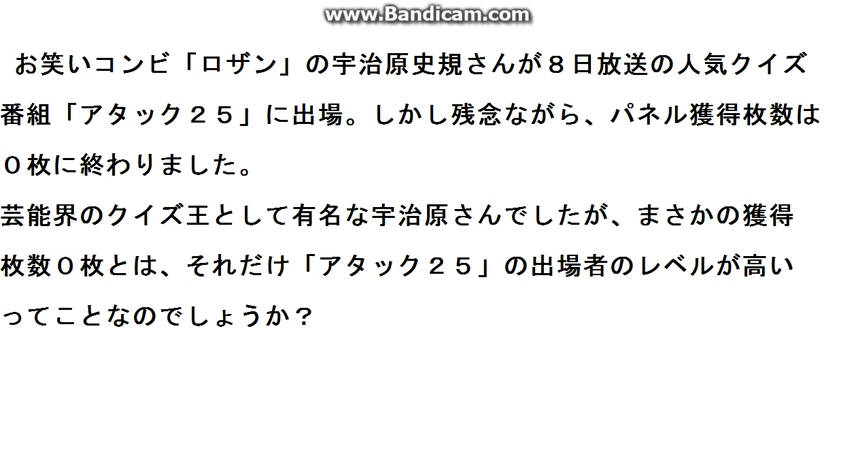 www.Bandicam.com
お笑いコンビ「ロザン」の宇治原史規さんが８日放送の人気クイズ
番組「アタック２５」に出場。しかし残念ながら、パネル獲得枚数は
０枚に終わりました。
芸能界のクイズ王として有名な宇治原さんでしたが、まさかの獲得
枚数０枚とは、それだけ「アタック２５」の出場者のレベルが高い
ってことなのでしょうか？